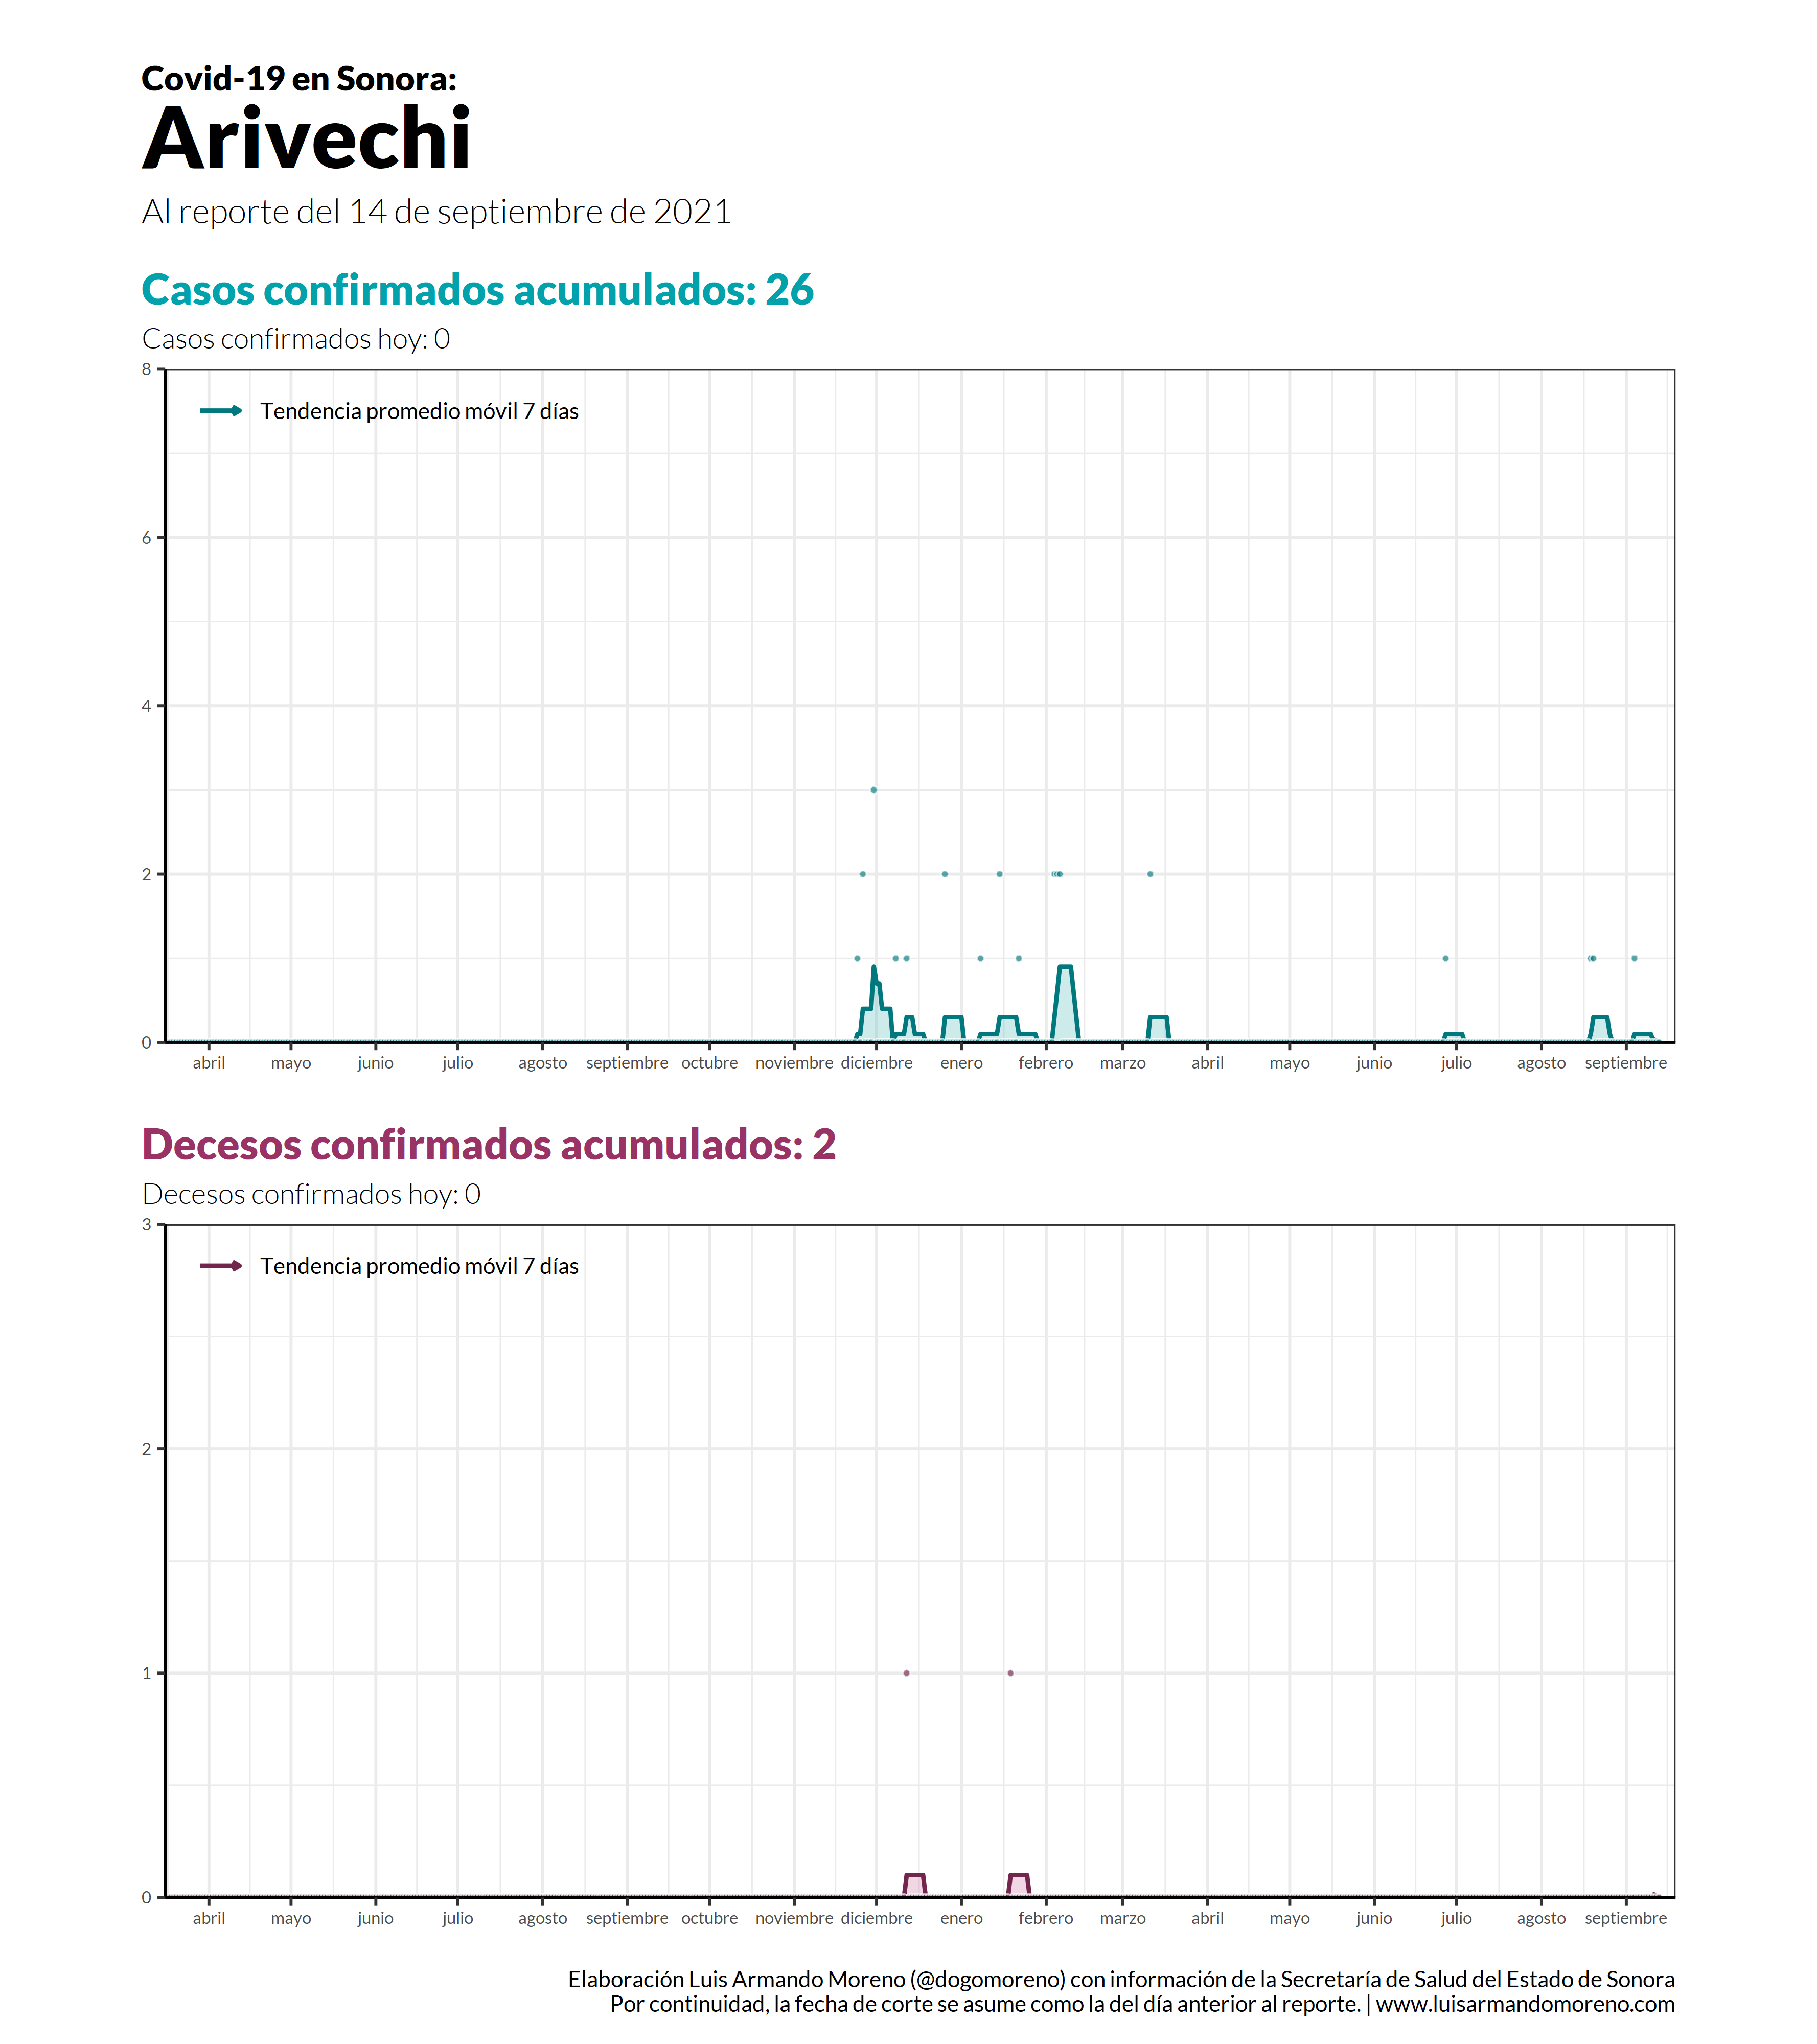 Covid-19 en Sonora:
Arivechi
Al reporte del 14 de septiembre de 2021
Casos confirmados acumulados: 26
Casos confirmados hoy: 0
8
Tendencia promedio móvil 7 días
6
4
2
0
abril mayo junio julio agosto septiembre octubre noviembre diciembre enero febrero marzo abril mayo junio julio agosto septiembre
Decesos confirmados acumulados: 2
Decesos confirmados hoy: 0
3
Tendencia promedio móvil 7 días
2
1
0
abril mayo junio julio agosto septiembre octubre noviembre diciembre enero febrero marzo abril mayo junio julio agosto septiembre
Elaboración Luis Armando Moreno (@dogomoreno) con información de la Secretaría de Salud del Estado de Sonora
Por continuidad, la fecha de corte se asume como la del día anterior al reporte. | www.luisarmandomoreno.com